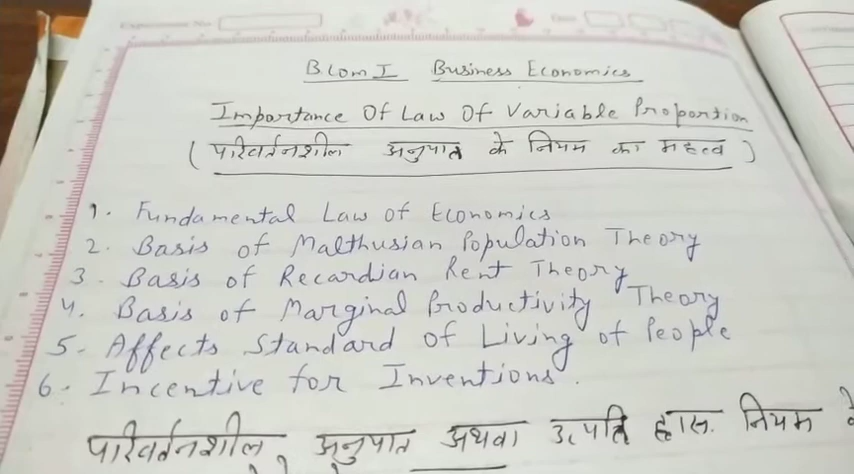 B Com I Business Economics
Importance Of Law Of Variable Proportion
(परिवर्तनशील अनुपात के नियम का महत्व)
1. Fundamental Law of Economics
2. Basis of Malthusian Population Theory
3. Basis of Recardian Rent Theory
4. Basis of Marginal Productivity Theory
5. Affects Standard of Living of People
6. Incentive for Inventions.
परिवर्तनशील अनुपात अथवा उत्पत्ति ह्रास नियम के